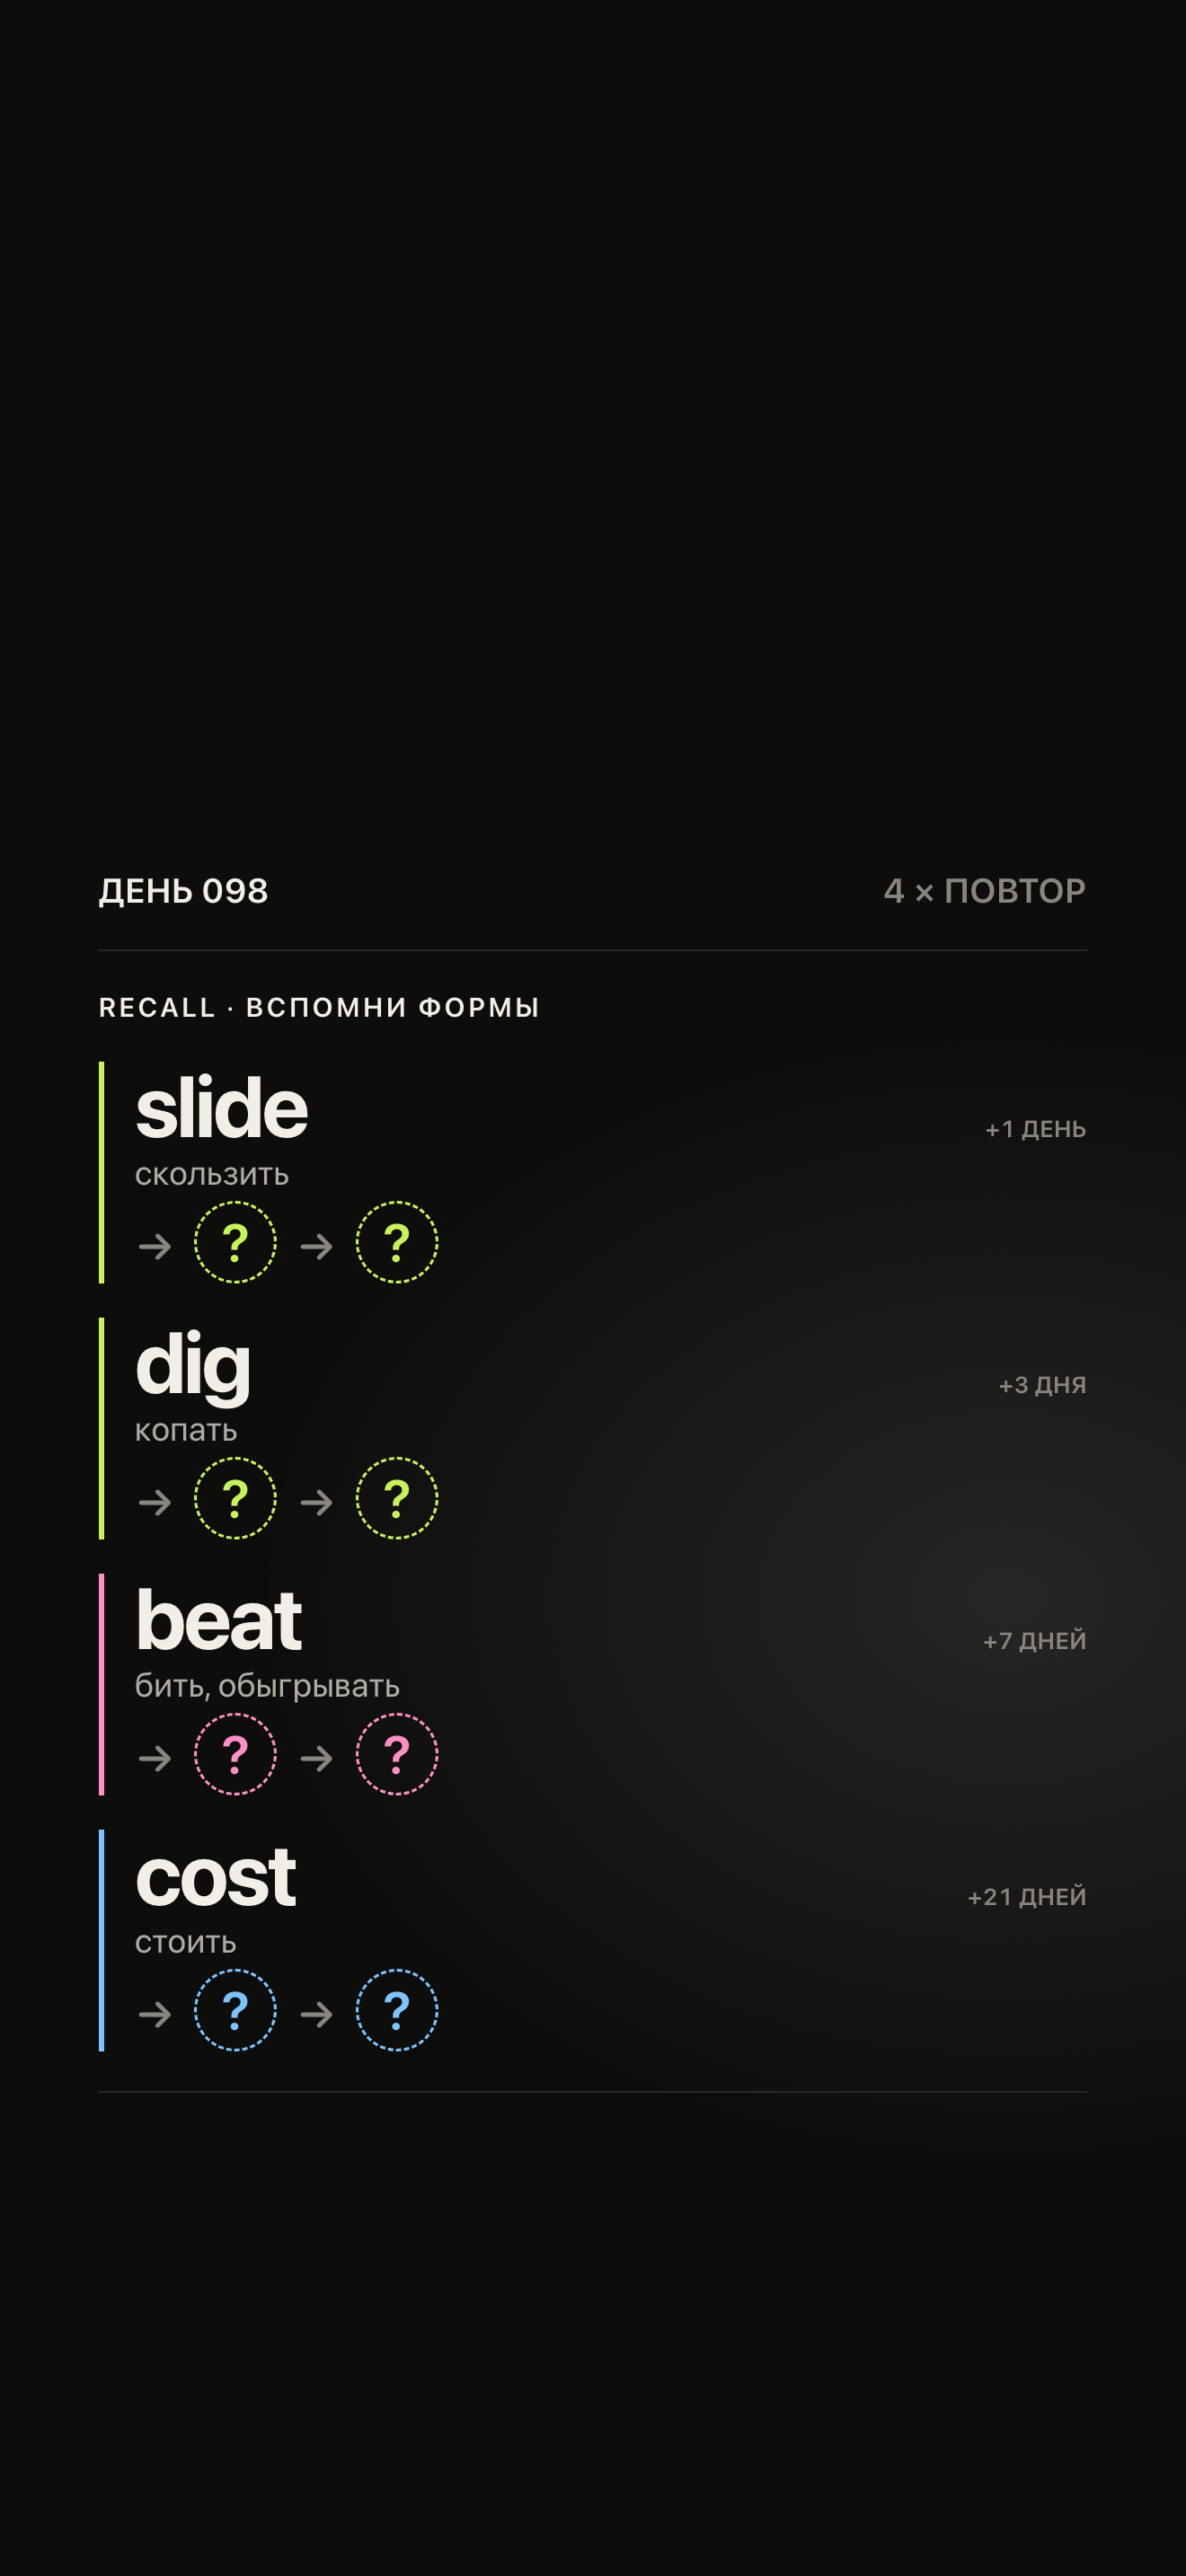 ДЕНЬ 098
4 × ПОВТОР
RECALL · ВСПОМНИ ФОРМЫ
slide
+1 ДЕНЬ
скользить
→ ? → ?
dig
+3 ДНЯ
копать
→ ? → ?
beat
+7 ДНЕЙ
бить, обыгрывать
→ ? → ?
cost
+21 ДНЕЙ
стоить
→ ? → ?